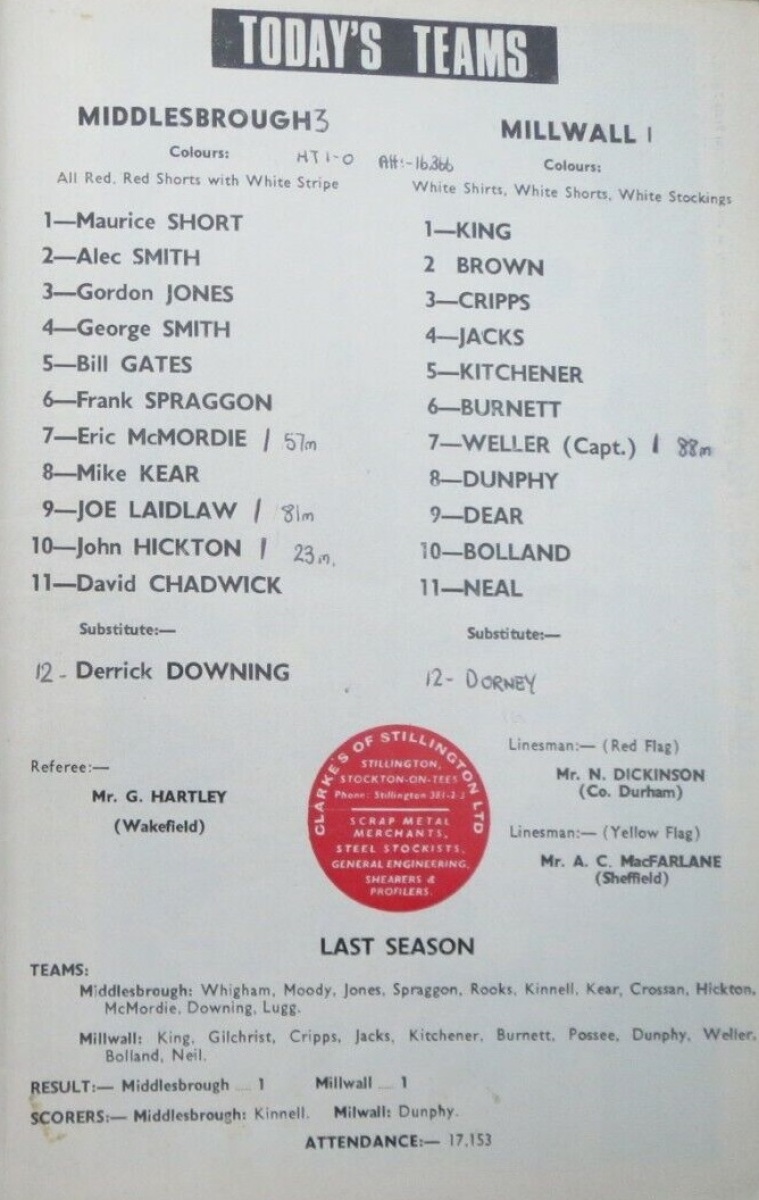 TODAY'S TEAMS
MIDDLESBROUGH 3
Colours:
HT 1-0 Att:- 16,366
All Red, Red Shorts with White Stripe
1—Maurice SHORT
2—Alec SMITH
3—Gordon JONES
4—George SMITH
5—Bill GATES
6—Frank SPRAGGON
7—Eric McMORDIE / 57m
8—Mike KEAR
9—JOE LAIDLAW / 81m
10—John HICKTON / 23m.
11—David CHADWICK
Substitute:—
12 - Derrick DOWNING
MILLWALL 1
Colours:
White Shirts, White Shorts, White Stockings
1—KING
2 BROWN
3—CRIPPS
4—JACKS
5—KITCHENER
6—BURNETT
7—WELLER (Capt.) 1 88m
8—DUNPHY
9—DEAR
10—BOLLAND
11—NEAL
Substitute:—
12- DORNEY
Referee:—
Mr. G. HARTLEY
(Wakefield)
CLARKE'S OF STILLINGTON LTD
STILLINGTON,
STOCKTON-ON-TEES
Phone: Stillington 381-2-3
SCRAP METAL
MERCHANTS,
STEEL STOCKISTS,
GENERAL ENGINEERING,
SHEARERS &
PROFILERS.
Linesman:— (Red Flag)
Mr. N. DICKINSON
(Co. Durham)
Linesman:— (Yellow Flag)
Mr. A. C. MacFARLANE
(Sheffield)
LAST SEASON
TEAMS:
Middlesbrough: Whigham, Moody, Jones, Spraggon, Rooks, Kinnell, Kear, Crossan, Hickton,
McMordie, Downing, Lugg.
Millwall: King, Gilchrist, Cripps, Jacks, Kitchener, Burnett, Possee, Dunphy, Weller,
Bolland, Neil.
RESULT:— Middlesbrough ... 1 Millwall ... 1
SCORERS:— Middlesbrough: Kinnell. Milwall: Dunphy.
ATTENDANCE:— 17,153